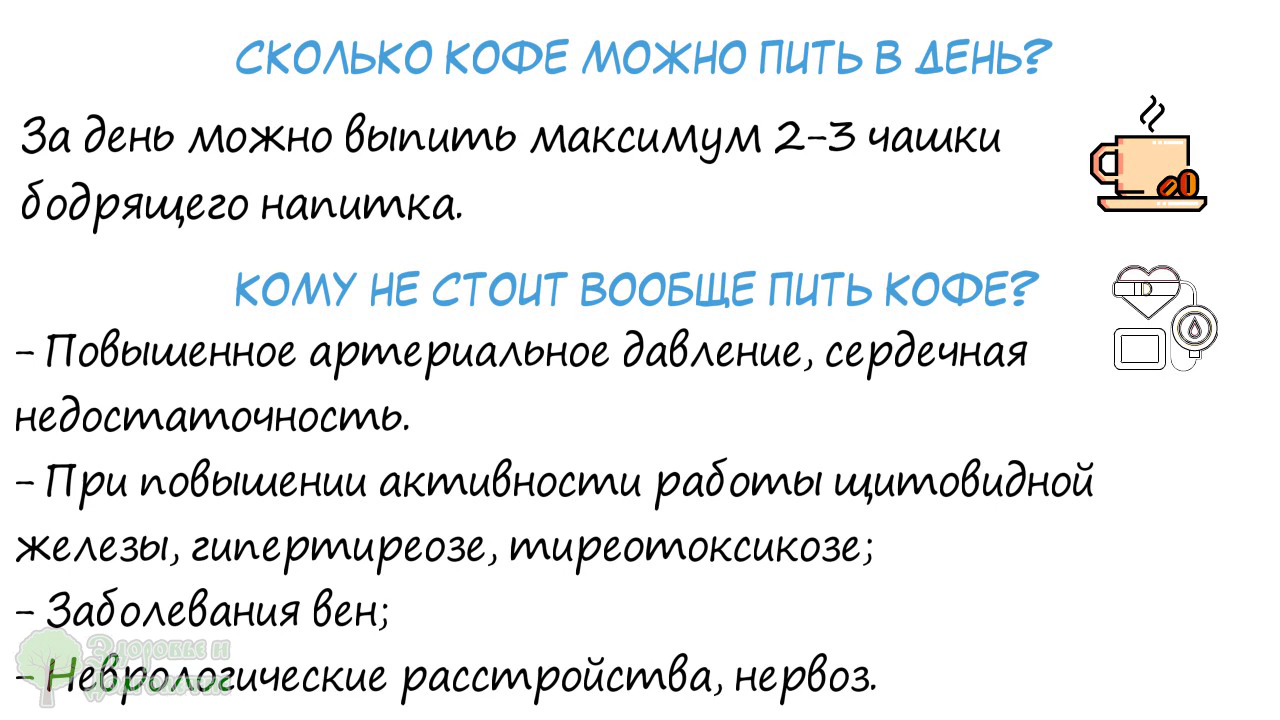 СКОЛЬКО КОФЕ МОЖНО ПИТЬ В ДЕНЬ?
За день можно выпить максимум 2-3 чашки
бодрящего напитка.
КОМУ НЕ СТОИТ ВООБЩЕ ПИТЬ КОФЕ?
- Повышенное артериальное давление, сердечная
недостаточность.
- При повышении активности работы щитовидной
железы, гипертиреозе, тиреотоксикозе;
- Заболевания вен;
Здоровье и
- Неврологические расстройства, нервоз.